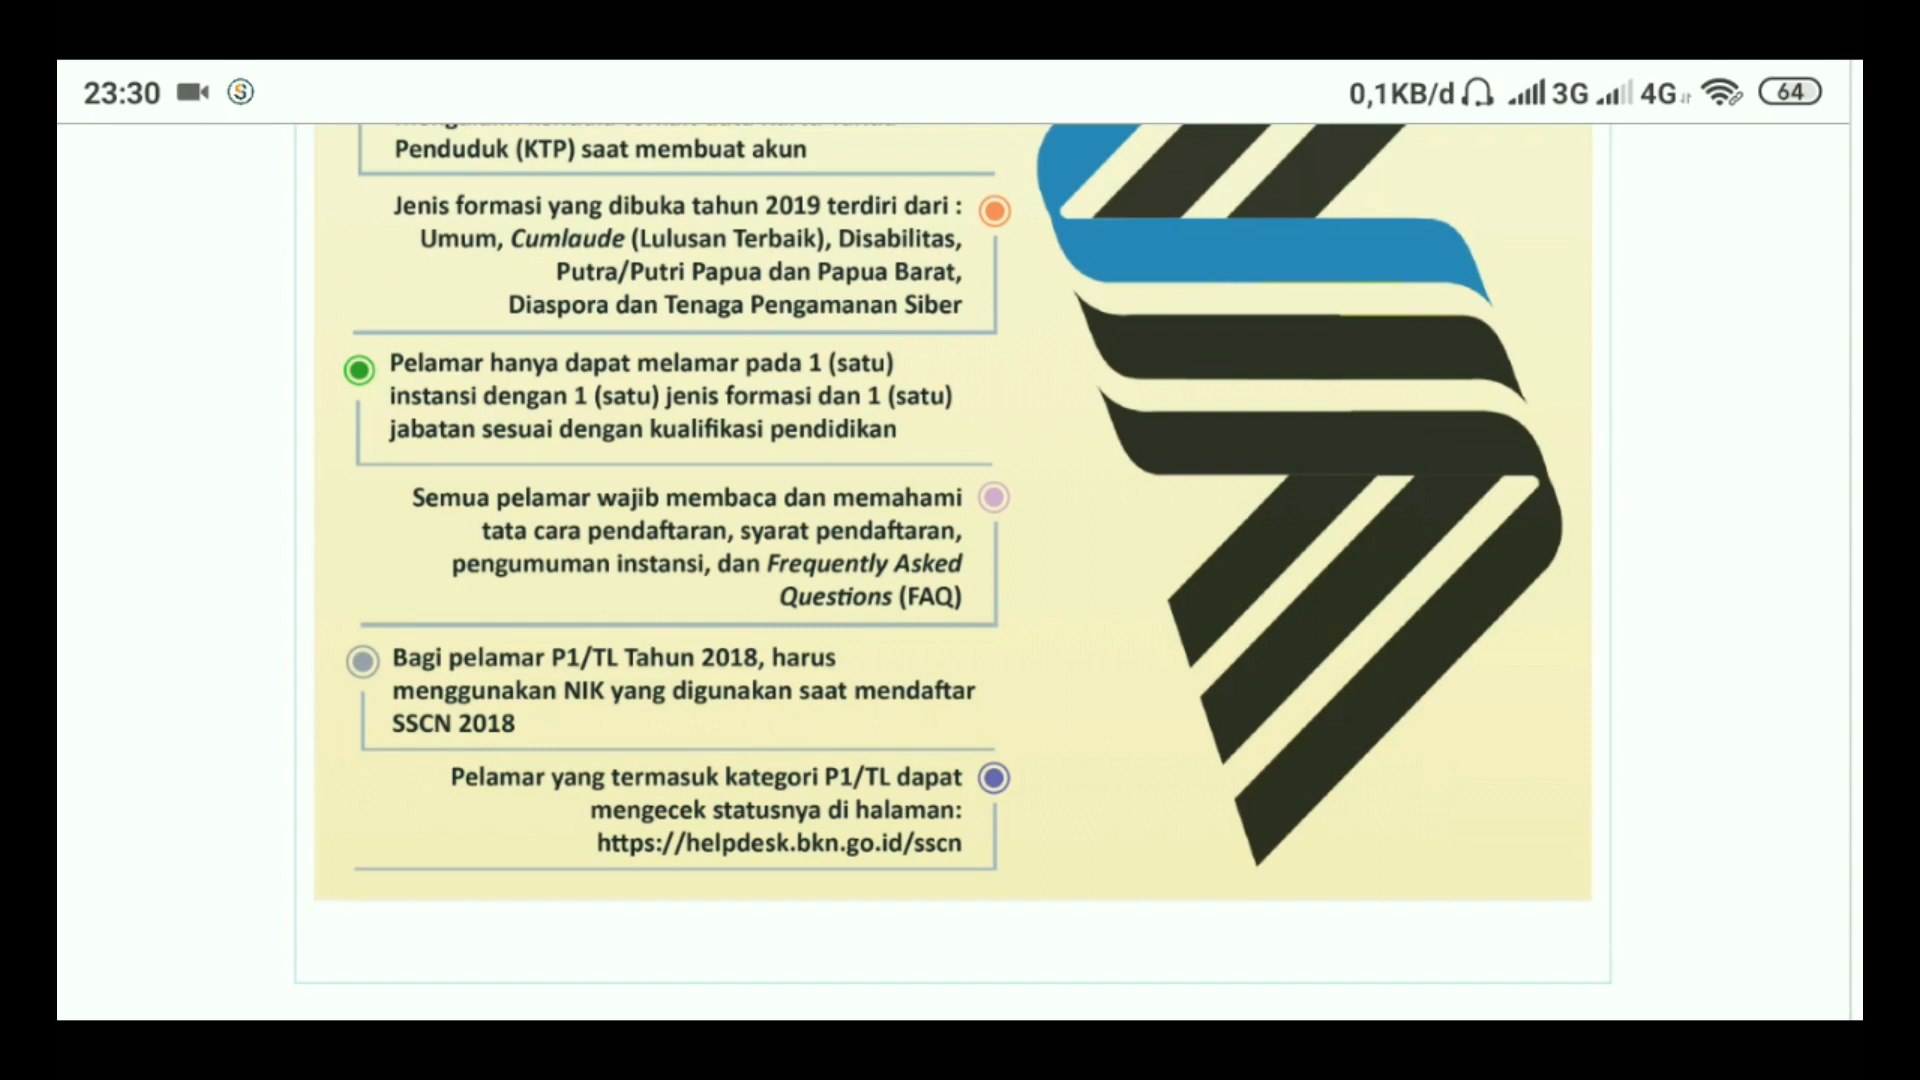 23:30
0,1KB/d 3G 4G 64
Penduduk (KTP) saat membuat akun
Jenis formasi yang dibuka tahun 2019 terdiri dari :
Umum, Cumlaude (Lulusan Terbaik), Disabilitas,
Putra/Putri Papua dan Papua Barat,
Diaspora dan Tenaga Pengamanan Siber
Pelamar hanya dapat melamar pada 1 (satu)
instansi dengan 1 (satu) jenis formasi dan 1 (satu)
jabatan sesuai dengan kualifikasi pendidikan
Semua pelamar wajib membaca dan memahami
tata cara pendaftaran, syarat pendaftaran,
pengumuman instansi, dan Frequently Asked
Questions (FAQ)
Bagi pelamar P1/TL Tahun 2018, harus
menggunakan NIK yang digunakan saat mendaftar
SSCN 2018
Pelamar yang termasuk kategori P1/TL dapat
mengecek statusnya di halaman:
https://helpdesk.bkn.go.id/sscn